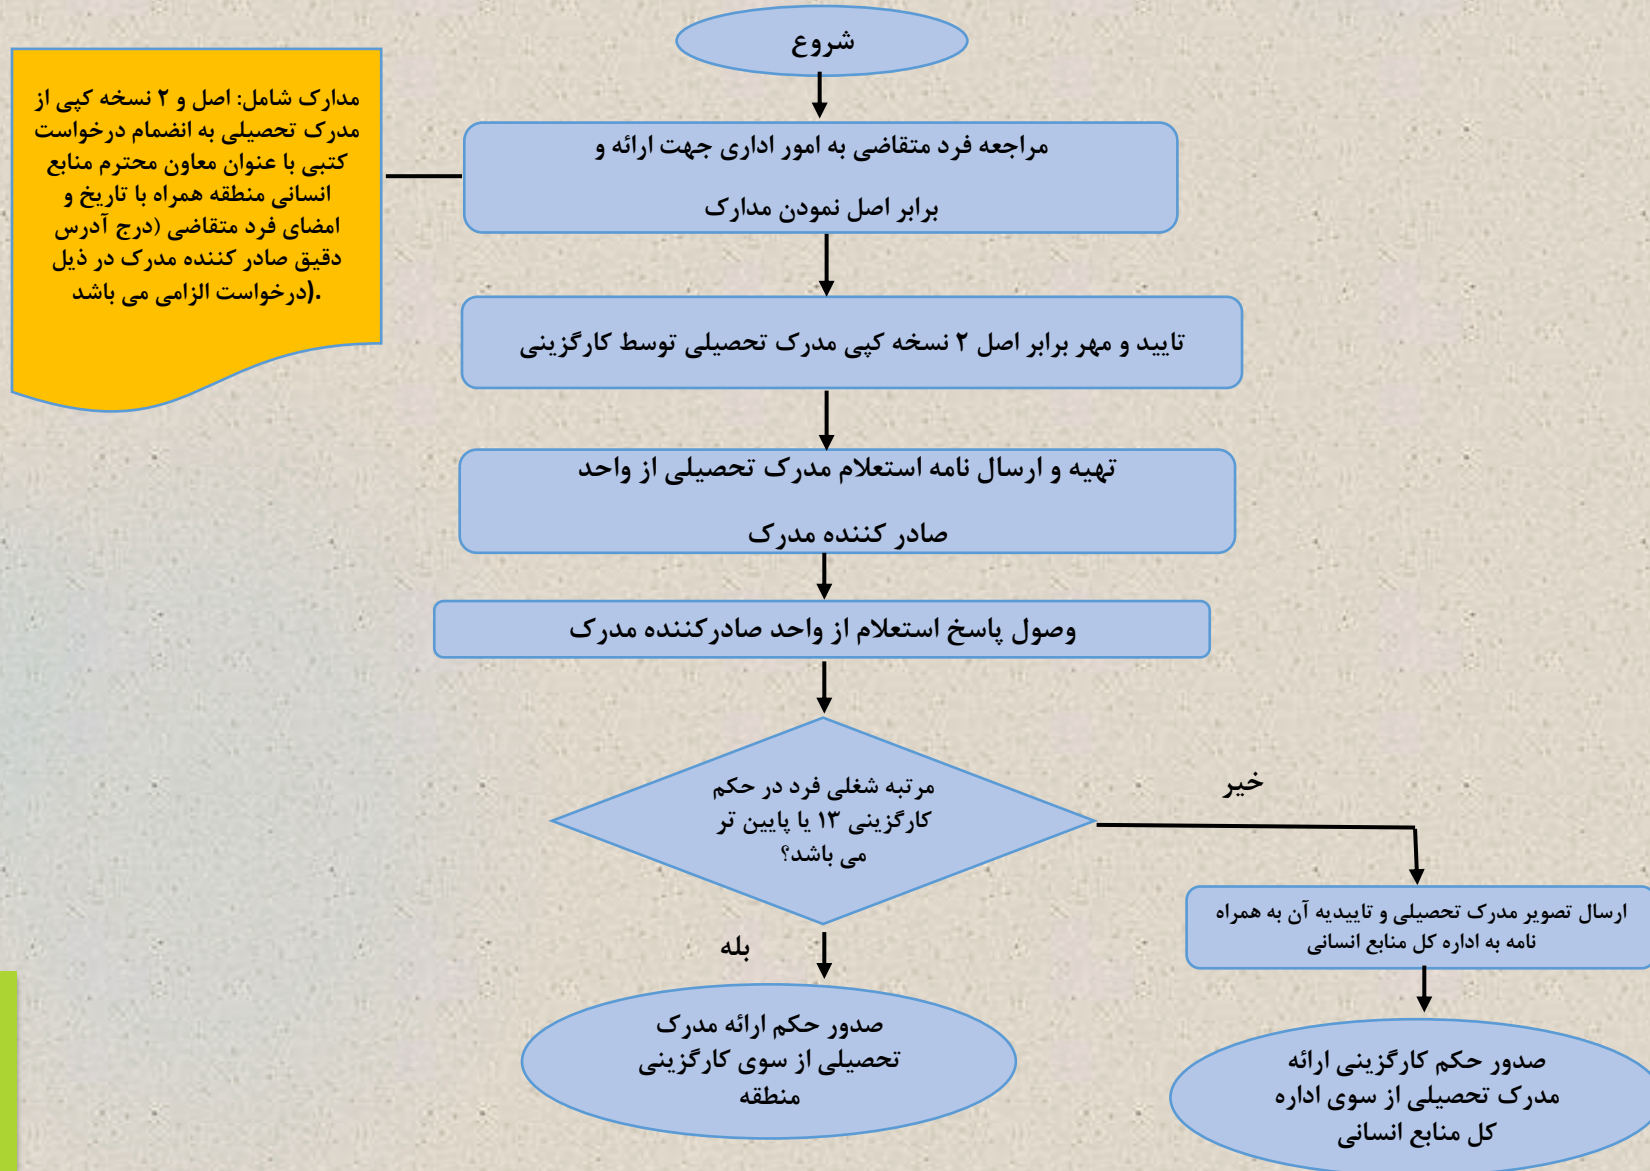 شروع
مدارک شامل: اصل و ۲ نسخه کپی از
مدرک تحصیلی به انضمام درخواست
کتبی با عنوان معاون محترم منابع
انسانی منطقه همراه با تاریخ و
امضای فرد متقاضی (درج آدرس
دقیق صادر کننده مدرک در ذیل
درخواست الزامی می باشد).
مراجعه فرد متقاضی به امور اداری جهت ارائه و
برابر اصل نمودن مدارک
تایید و مهر برابر اصل ۲ نسخه کپی مدرک تحصیلی توسط کارگزینی
تهیه و ارسال نامه استعلام مدرک تحصیلی از واحد
صادر کننده مدرک
وصول پاسخ استعلام از واحد صادرکننده مدرک
مرتبه شغلی فرد در حکم
کارگزینی ۱۳ یا پایین تر
می باشد؟
خیر
ارسال تصویر مدرک تحصیلی و تاییدیه آن به همراه
نامه به اداره کل منابع انسانی
بله
صدور حکم ارائه مدرک
تحصیلی از سوی کارگزینی
منطقه
صدور حکم کارگزینی ارائه
مدرک تحصیلی از سوی اداره
کل منابع انسانی